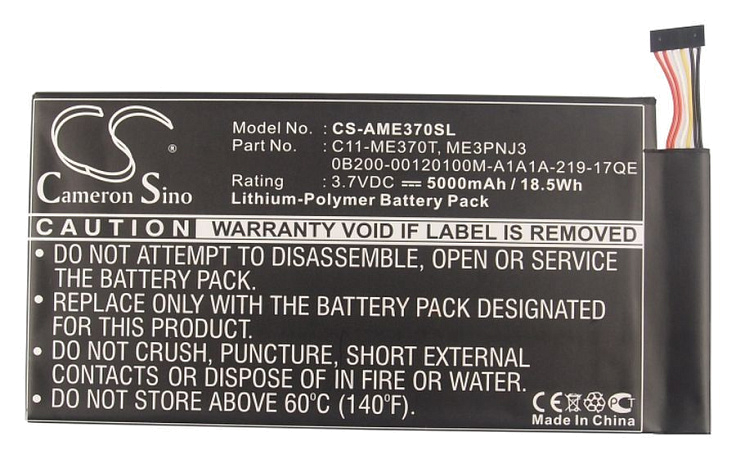 CS
®
Cameron Sino
Model No. : CS-AME370SL
Part No. : C11-ME370T, ME3PNJ3
0B200-00120100M-A1A1A-219-17QE
Rating : 3.7VDC ⎓ 5000mAh / 18.5Wh
Lithium-Polymer Battery Pack
CAUTION WARRANTY VOID IF LABEL IS REMOVED
• DO NOT ATTEMPT TO DISASSEMBLE, OPEN OR SERVICE
THE BATTERY PACK.
• REPLACE ONLY WITH THE BATTERY PACK DESIGNATED
FOR THIS PRODUCT.
• DO NOT CRUSH, PUNCTURE, SHORT EXTERNAL
CONTACTS OR DISPOSE OF IN FIRE OR WATER.
• DO NOT STORE ABOVE 60°C (140°F).
CE PCT
Made In China